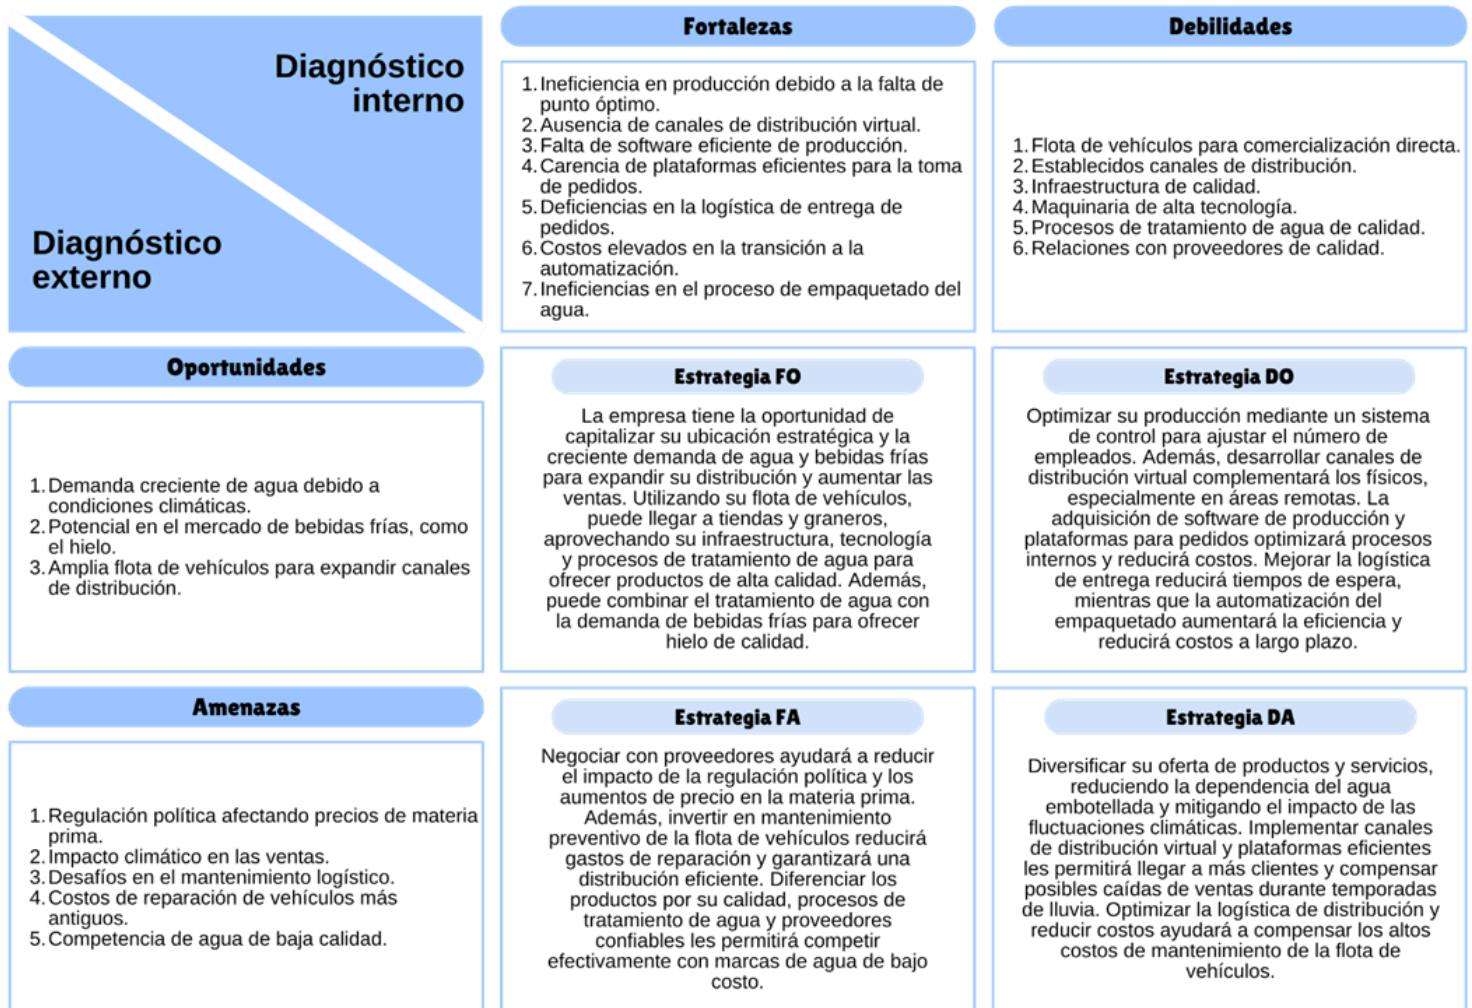 Diagnóstico
interno
Diagnóstico
externo
Fortalezas
1. Ineficiencia en producción debido a la falta de
punto óptimo.
2. Ausencia de canales de distribución virtual.
3. Falta de software eficiente de producción.
4. Carencia de plataformas eficientes para la toma
de pedidos.
5. Deficiencias en la logística de entrega de
pedidos.
6. Costos elevados en la transición a la
automatización.
7. Ineficiencias en el proceso de empaquetado del
agua.
Debilidades
1. Flota de vehículos para comercialización directa.
2. Establecidos canales de distribución.
3. Infraestructura de calidad.
4. Maquinaria de alta tecnología.
5. Procesos de tratamiento de agua de calidad.
6. Relaciones con proveedores de calidad.
Oportunidades
1. Demanda creciente de agua debido a
condiciones climáticas.
2. Potencial en el mercado de bebidas frías, como
el hielo.
3. Amplia flota de vehículos para expandir canales
de distribución.
Estrategia FO
La empresa tiene la oportunidad de
capitalizar su ubicación estratégica y la
creciente demanda de agua y bebidas frías
para expandir su distribución y aumentar las
ventas. Utilizando su flota de vehículos,
puede llegar a tiendas y graneros,
aprovechando su infraestructura, tecnología
y procesos de tratamiento de agua para
ofrecer productos de alta calidad. Además,
puede combinar el tratamiento de agua con
la demanda de bebidas frías para ofrecer
hielo de calidad.
Estrategia DO
Optimizar su producción mediante un sistema
de control para ajustar el número de
empleados. Además, desarrollar canales de
distribución virtual complementará los físicos,
especialmente en áreas remotas. La
adquisición de software de producción y
plataformas para pedidos optimizará procesos
internos y reducirá costos. Mejorar la logística
de entrega reducirá tiempos de espera,
mientras que la automatización del
empaquetado aumentará la eficiencia y
reducirá costos a largo plazo.
Amenazas
1. Regulación política afectando precios de materia
prima.
2. Impacto climático en las ventas.
3. Desafíos en el mantenimiento logístico.
4. Costos de reparación de vehículos más
antiguos.
5. Competencia de agua de baja calidad.
Estrategia FA
Negociar con proveedores ayudará a reducir
el impacto de la regulación política y los
aumentos de precio en la materia prima.
Además, invertir en mantenimiento
preventivo de la flota de vehículos reducirá
gastos de reparación y garantizará una
distribución eficiente. Diferenciar los
productos por su calidad, procesos de
tratamiento de agua y proveedores
confiables les permitirá competir
efectivamente con marcas de agua de bajo
costo.
Estrategia DA
Diversificar su oferta de productos y servicios,
reduciendo la dependencia del agua
embotellada y mitigando el impacto de las
fluctuaciones climáticas. Implementar canales
de distribución virtual y plataformas eficientes
les permitirá llegar a más clientes y compensar
posibles caídas de ventas durante temporadas
de lluvia. Optimizar la logística de distribución y
reducir costos ayudará a compensar los altos
costos de mantenimiento de la flota de
vehículos.